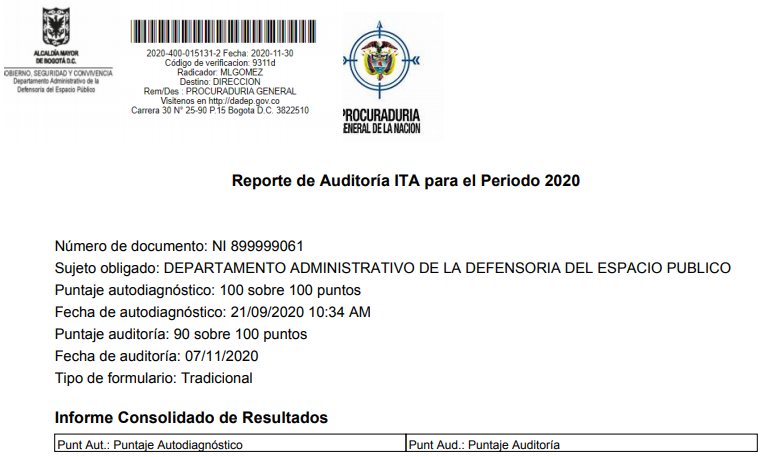 ALCALDÍA MAYOR
DE BOGOTÁ D.C.
OBIERNO, SEGURIDAD Y CONVIVENCIA
Departamento Administrativo de la
Defensoría del Espacio Público
2020-400-015131-2 Fecha: 2020-11-30
Código de verificacion: 9311d
Radicador: MLGOMEZ
Destino: DIRECCION
Rem/Des : PROCURADURIA GENERAL
Visítenos en http://dadep.gov.co
Carrera 30 N° 25-90 P.15 Bogota D.C. 3822510
PROCURADURIA
GENERAL DE LA NACION
Reporte de Auditoría ITA para el Periodo 2020
Número de documento: NI 899999061
Sujeto obligado: DEPARTAMENTO ADMINISTRATIVO DE LA DEFENSORIA DEL ESPACIO PUBLICO
Puntaje autodiagnóstico: 100 sobre 100 puntos
Fecha de autodiagnóstico: 21/09/2020 10:34 AM
Puntaje auditoría: 90 sobre 100 puntos
Fecha de auditoría: 07/11/2020
Tipo de formulario: Tradicional
Informe Consolidado de Resultados
Punt Aut.: Puntaje Autodiagnóstico
Punt Aud.: Puntaje Auditoría